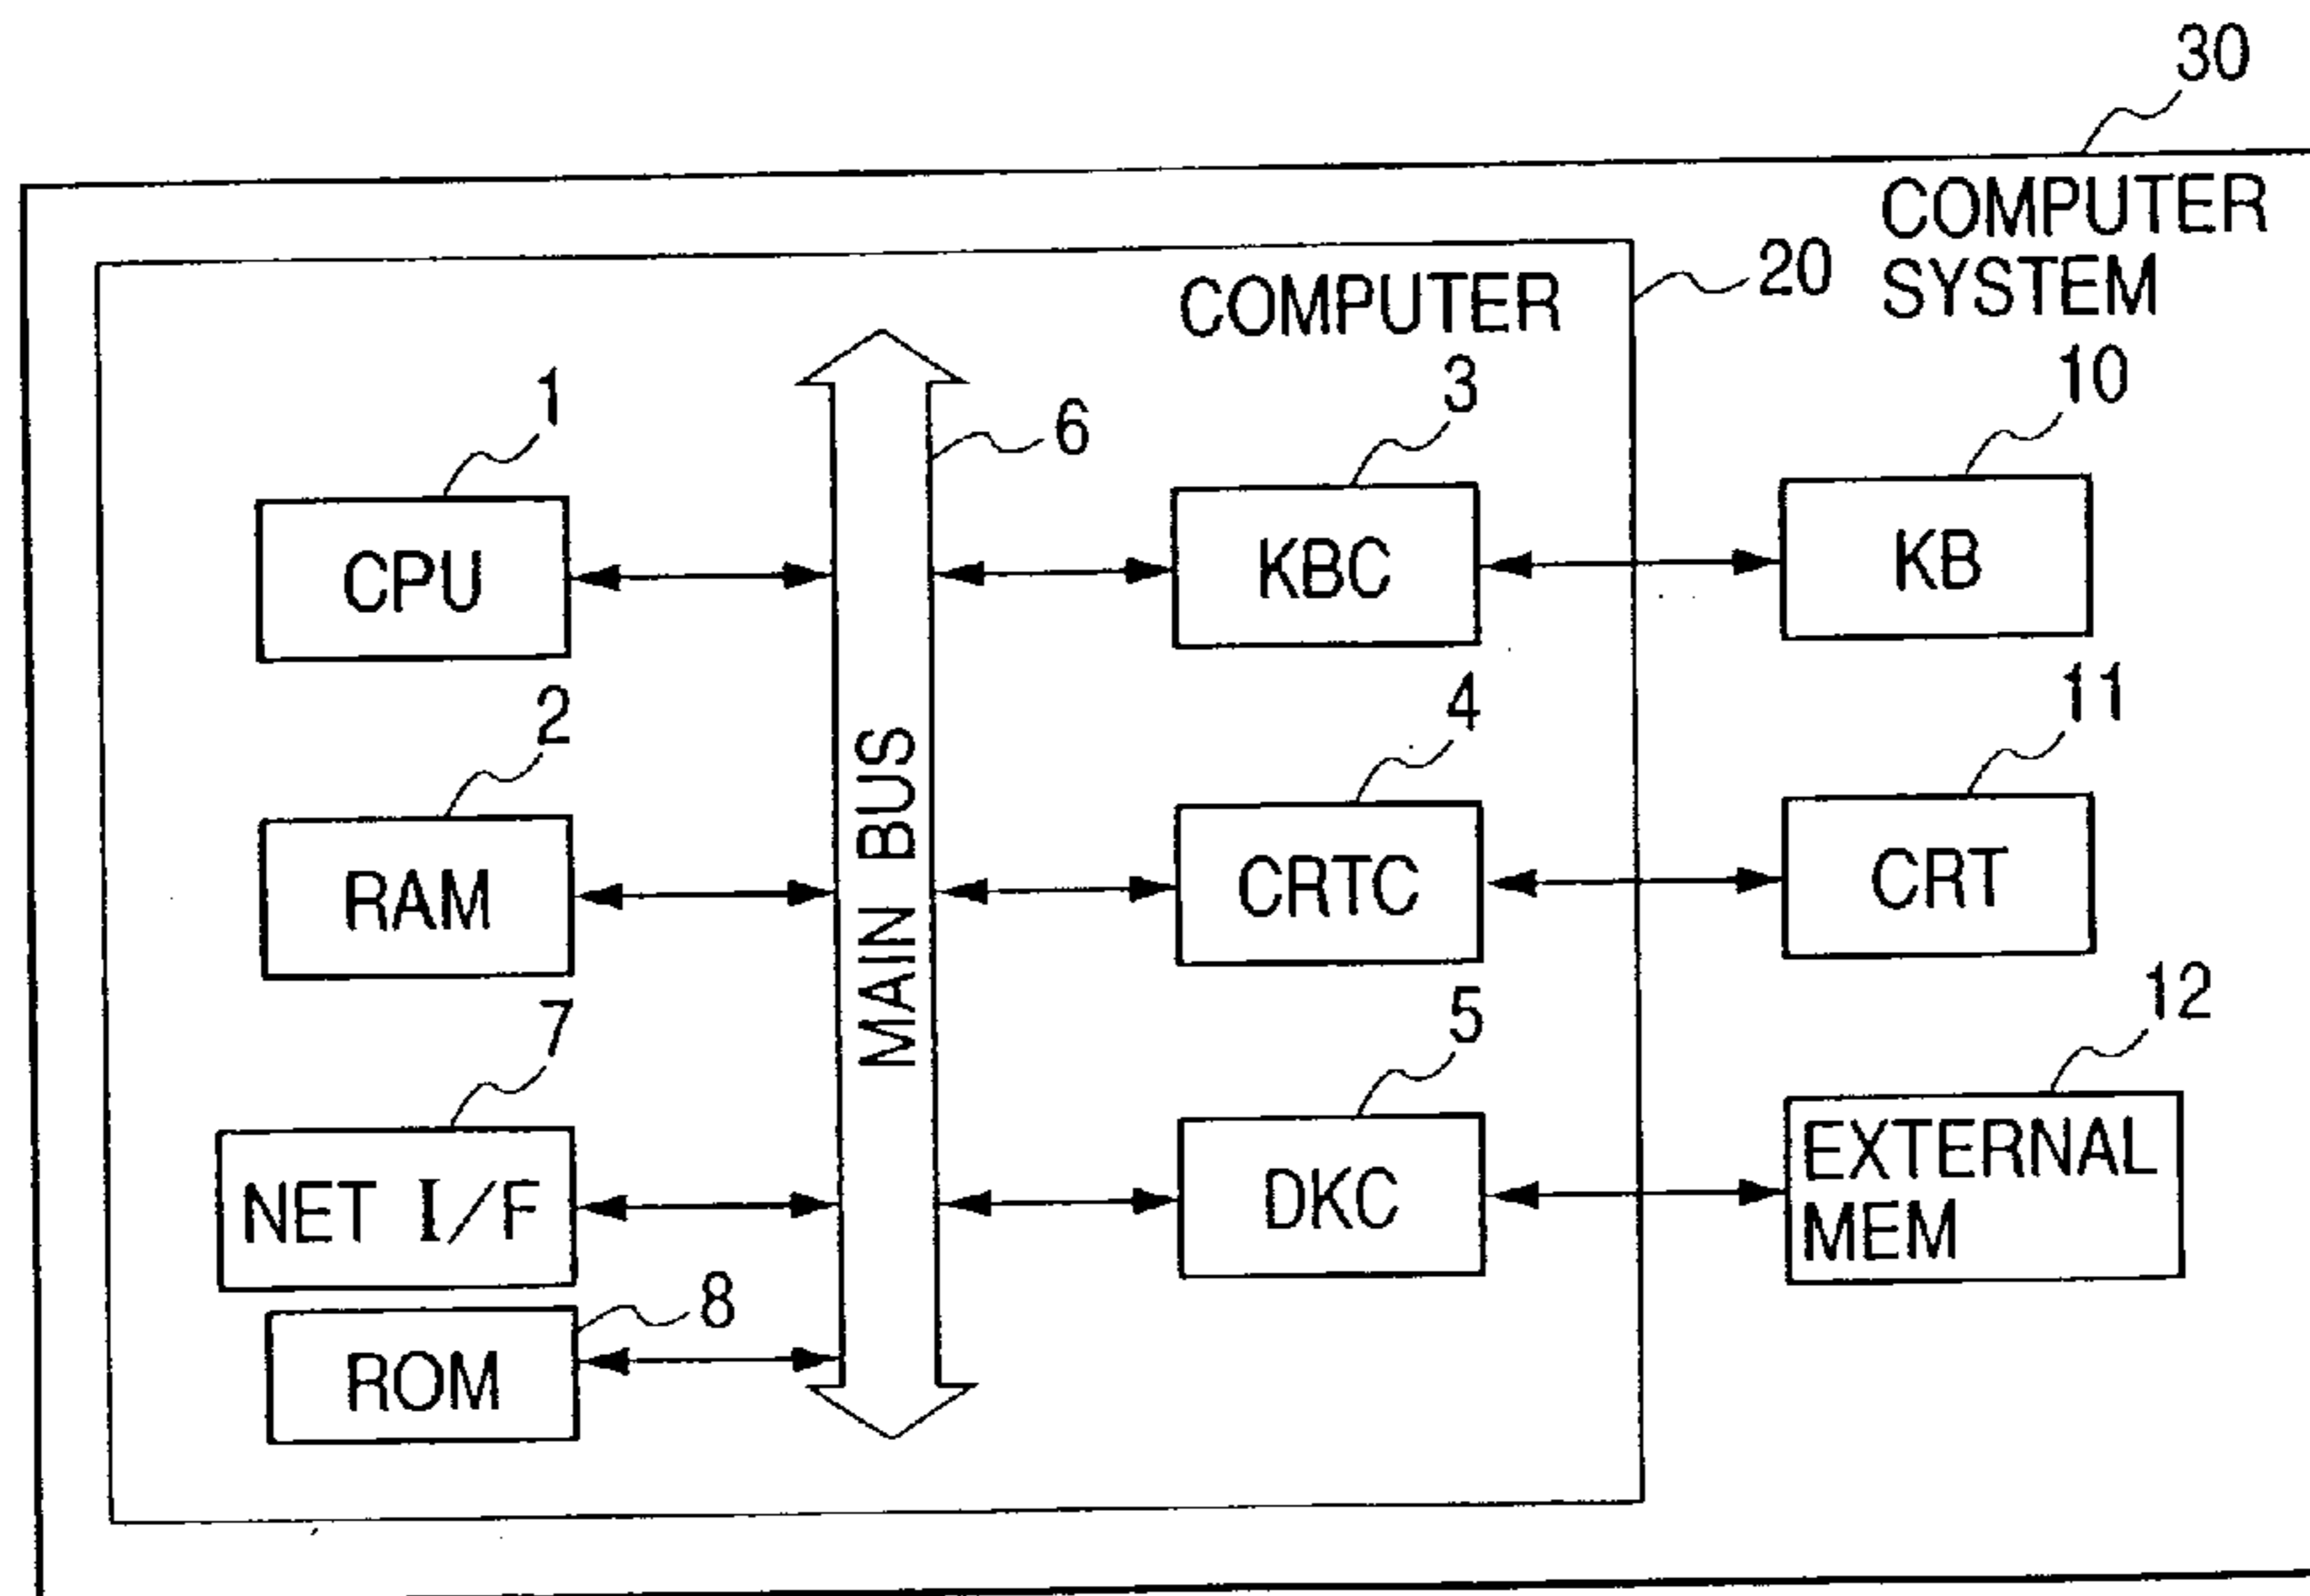 30
COMPUTER
SYSTEM
20
COMPUTER
1
6
3
10
CPU
KBC
KB
2
4
11
MAIN BUS
RAM
CRTC
CRT
7
5
12
NET I/F
DKC
EXTERNAL
MEM
8
ROM